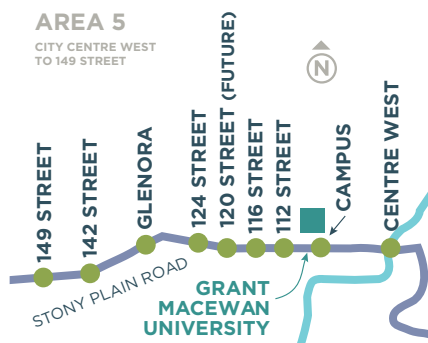 AREA 5
CITY CENTRE WEST
TO 149 STREET
N
149 STREET
142 STREET
GLENORA
124 STREET
120 STREET (FUTURE)
116 STREET
112 STREET
CAMPUS
CENTRE WEST
STONY PLAIN ROAD
GRANT
MACEWAN
UNIVERSITY